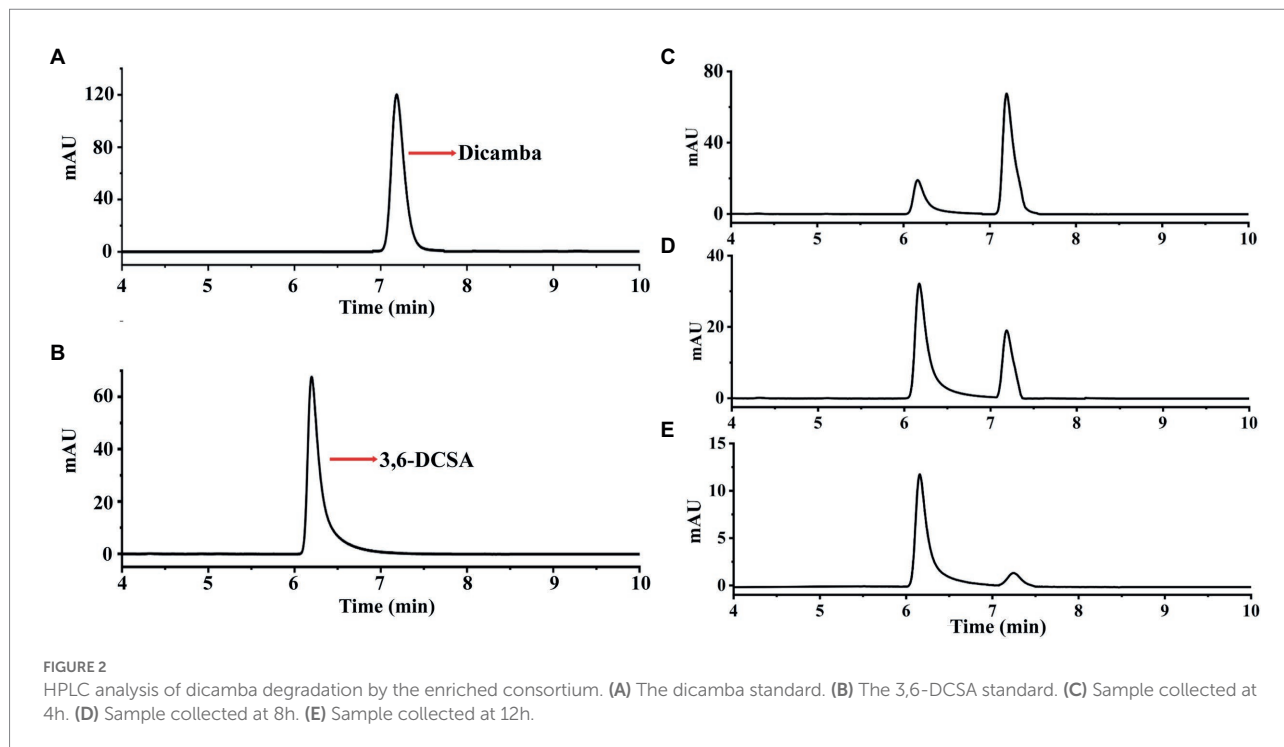 A
120
80
40
0
mAU
Dicamba
4 5 6 7 8 9 10
Time (min)
B
60
40
20
0
mAU
3,6-DCSA
4 5 6 7 8 9 10
Time (min)
C
80
40
0
mAU
4 5 6 7 8 9 10
D
40
20
0
mAU
4 5 6 7 8 9 10
E
15
10
5
0
mAU
4 5 6 7 8 9 10
Time (min)
FIGURE 2
HPLC analysis of dicamba degradation by the enriched consortium. (A) The dicamba standard. (B) The 3,6-DCSA standard. (C) Sample collected at
4h. (D) Sample collected at 8h. (E) Sample collected at 12h.